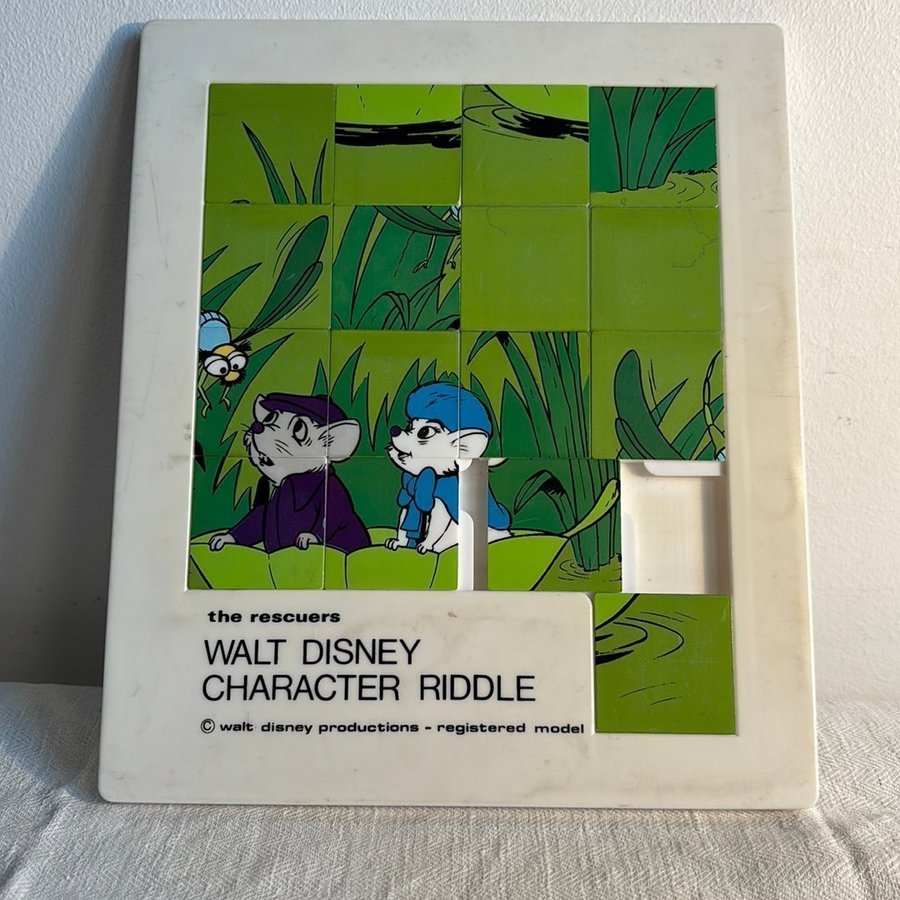 the rescuers
WALT DISNEY
CHARACTER RIDDLE
© walt disney productions - registered model